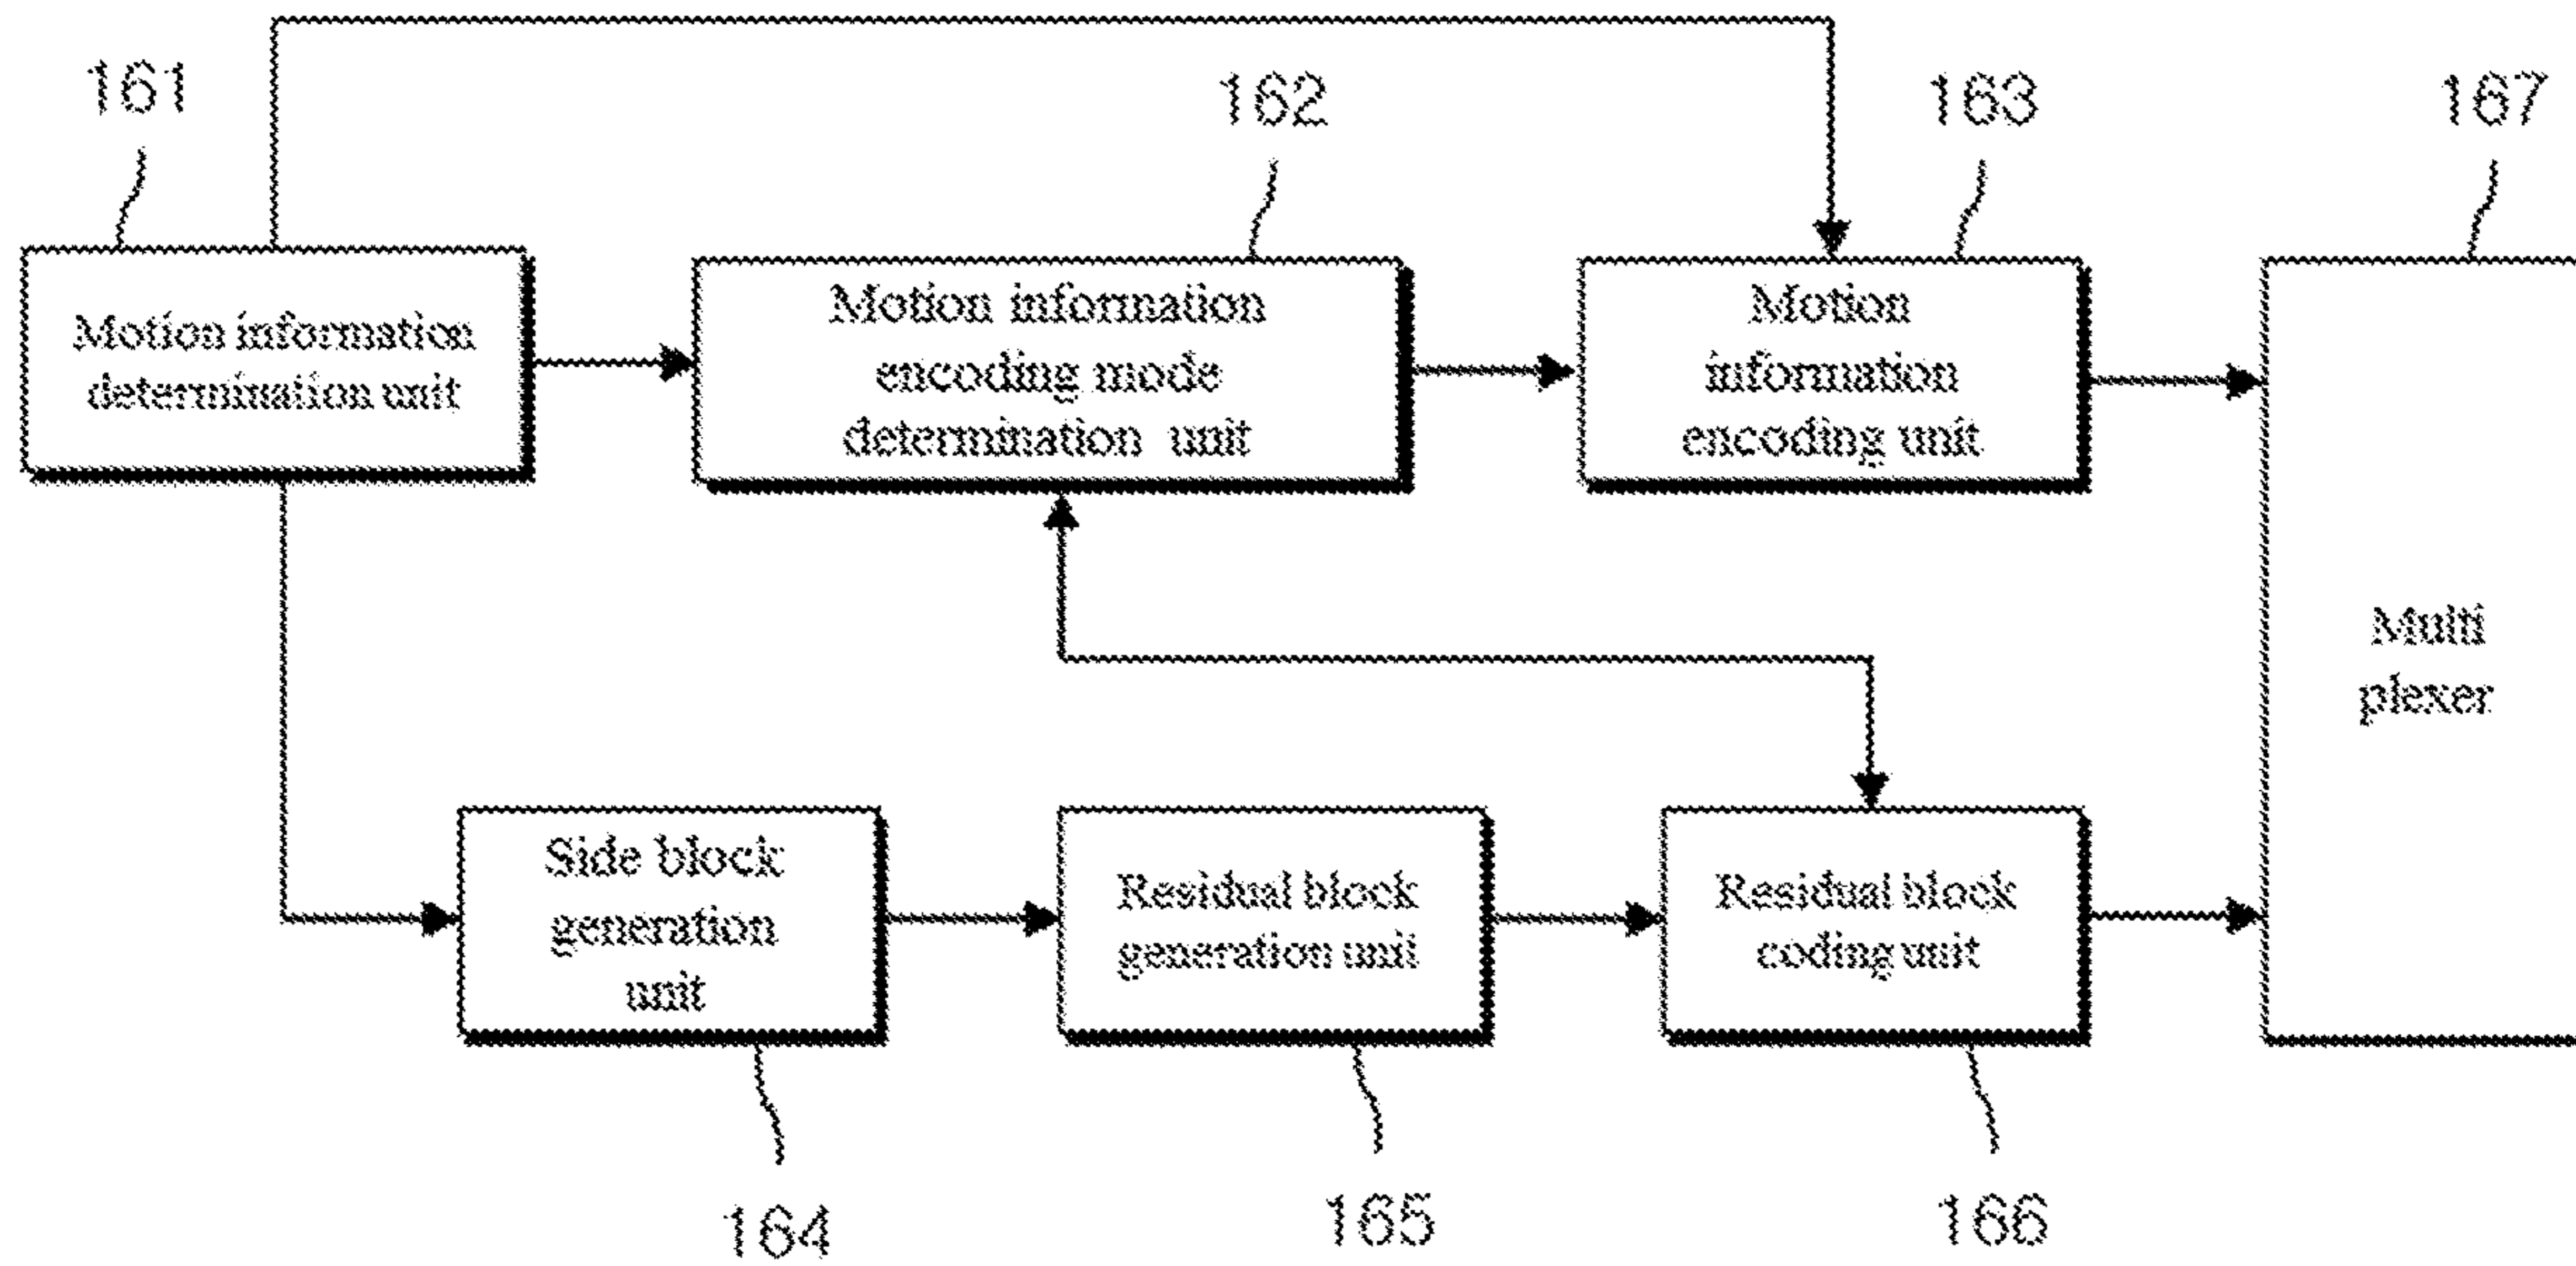 161
162
163
167
Motion information
determination unit
Motion information
encoding mode
determination unit
Motion
information
encoding unit
Multi
plexer
Side block
generation
unit
Residual block
generation unit
Residual block
coding unit
164
165
166